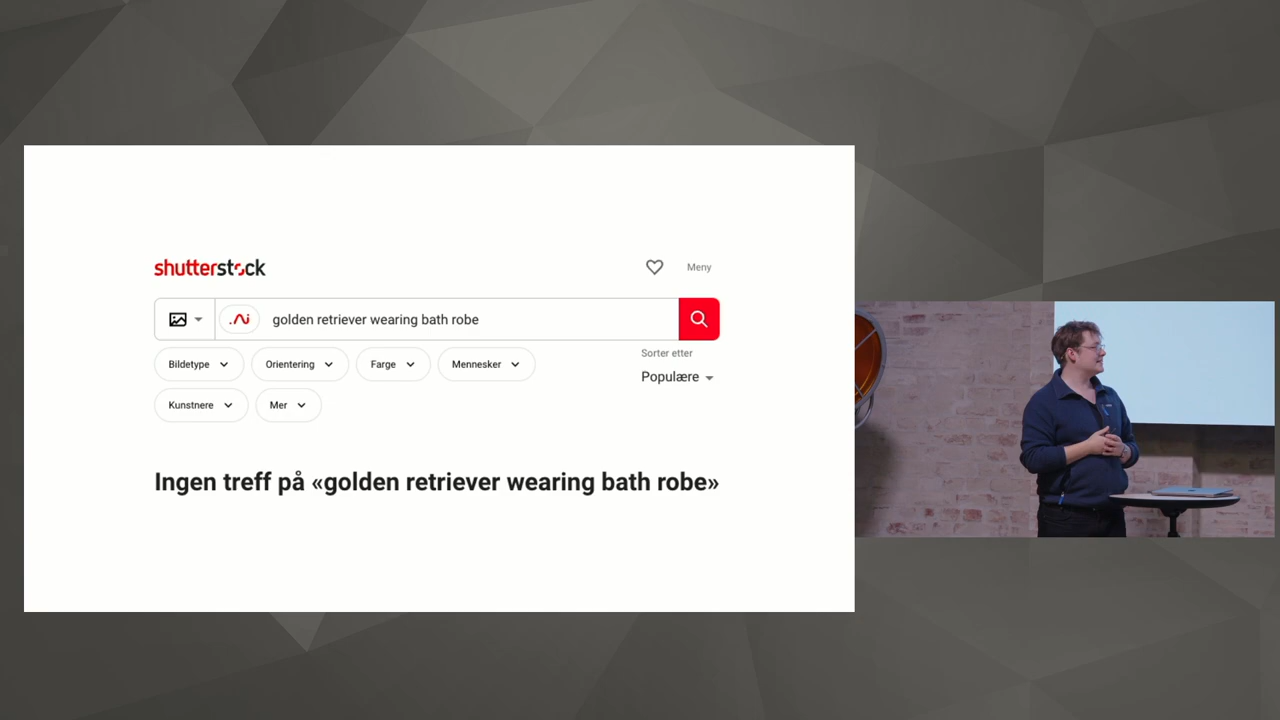 shutterstock
Meny
golden retriever wearing bath robe
Bildetype
Orientering
Farge
Mennesker
Sorter etter
Populære
Kunstnere
Mer
Ingen treff på «golden retriever wearing bath robe»